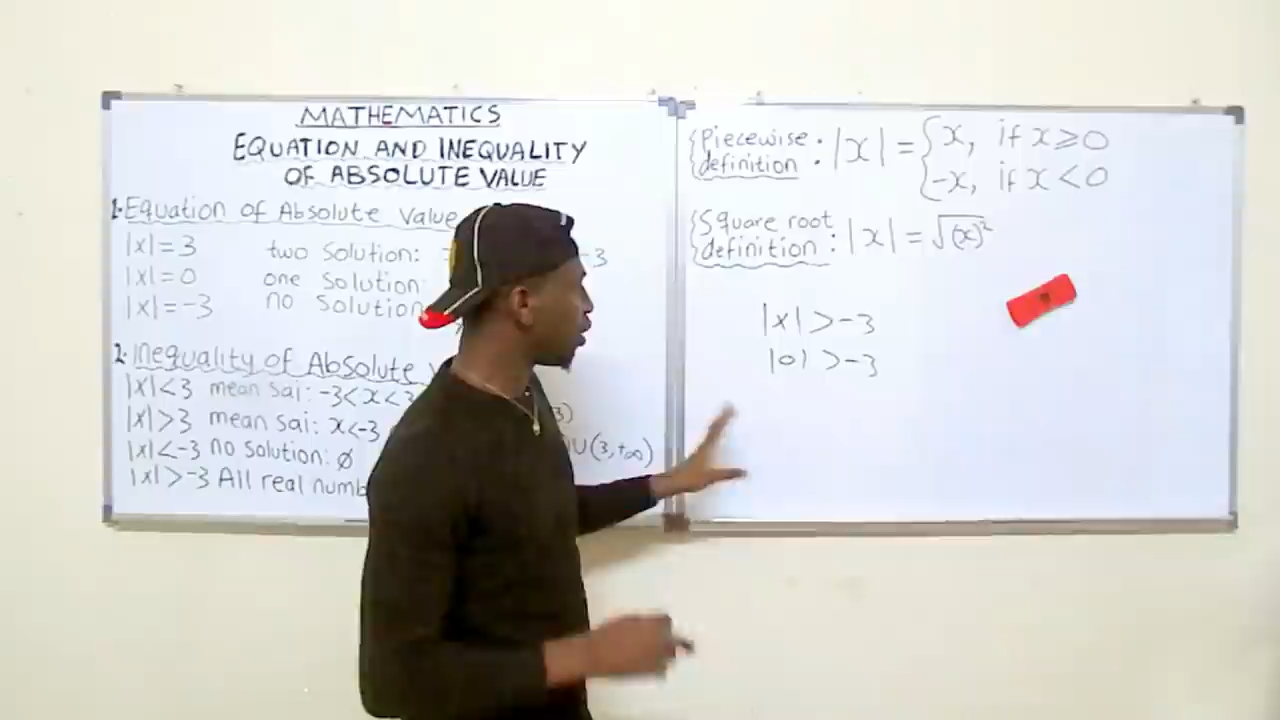 MATHEMATICS
EQUATION AND INEQUALITY
OF ABSOLUTE VALUE
1. Equation of Absolute Value
|x|=3 two solution: -3
|x|=0 one solution
|x|=-3 no solution
2. Inequality of Absolute
|x|<3 mean sai: -3<x<3 3)
|x|>3 mean sai: x<-3 )U(3,+∞)
|x|<-3 no solution: ∅
|x|>-3 All real numb
Piecewise definition: |x| = { x, if x≥0
-x, if x<0
Square root definition: |x| = √(x)²
|x| >-3
|0| >-3